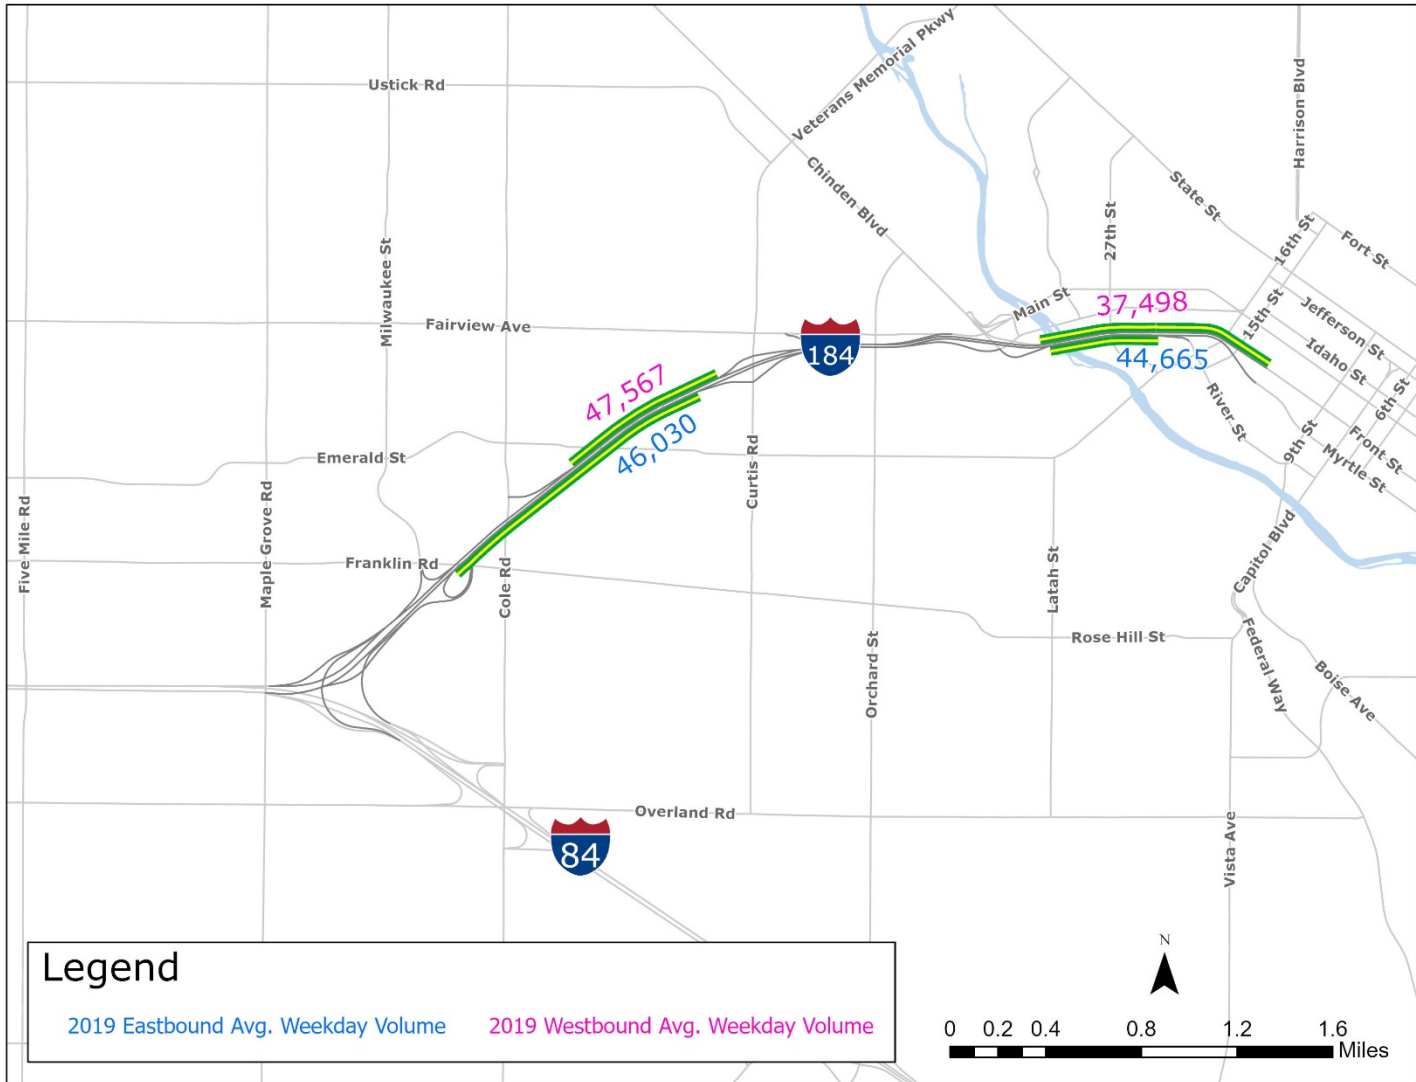 Ustick Rd
Veterans Memorial Pkwy
Harrison Blvd
Chinden Blvd
State St
Milwaukee St
27th St
16th St
Fort St
Main St
37,498
15th St
Jefferson St
Fairview Ave
184
44,665
Idaho St
47,567
46,030
River St
6th St
9th St
Front St
Myrtle St
Emerald St
Curtis Rd
Five Mile Rd
Maple Grove Rd
Franklin Rd
Cole Rd
Latah St
Capitol Blvd
Rose Hill St
Federal Way
Orchard St
Boise Ave
Overland Rd
84
Vista Ave
Legend
2019 Eastbound Avg. Weekday Volume
2019 Westbound Avg. Weekday Volume
N
0 0.2 0.4 0.8 1.2 1.6
Miles